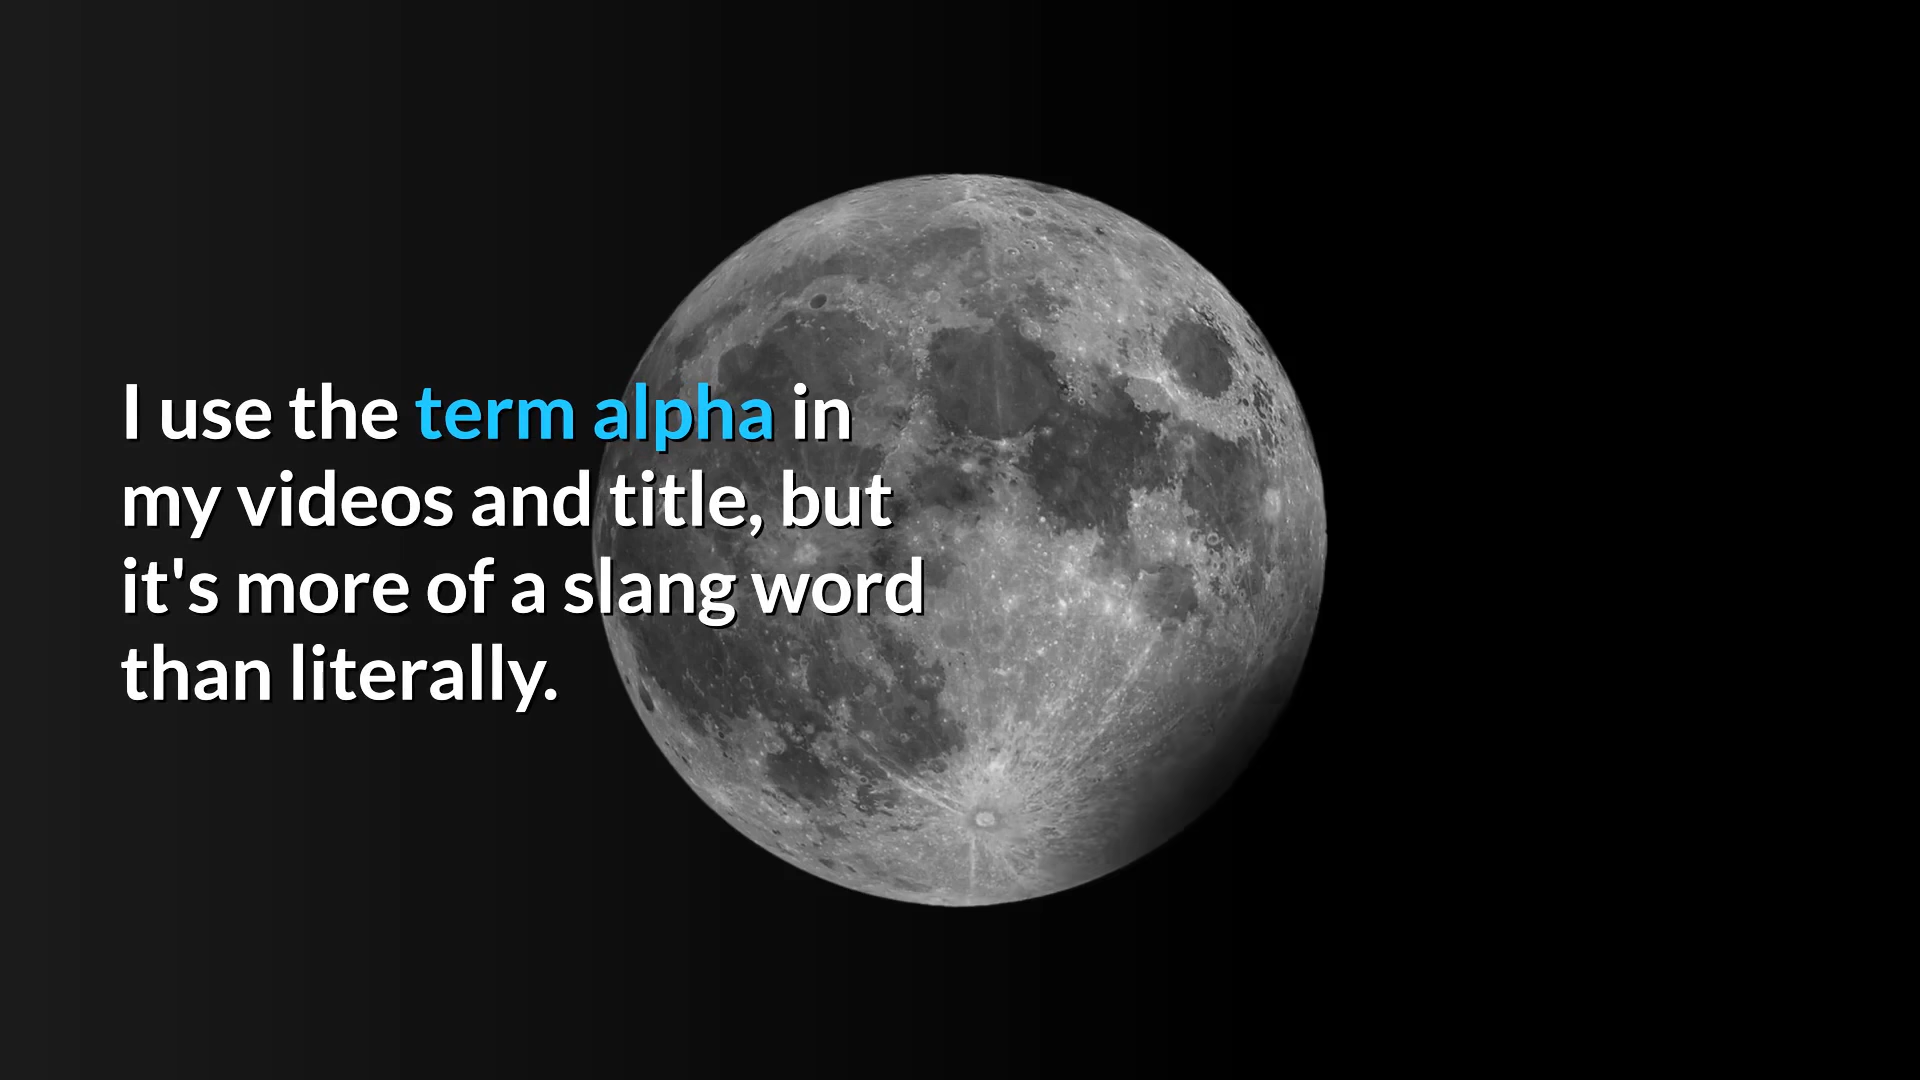 I use the term alpha in
my videos and title, but
it's more of a slang word
than literally.